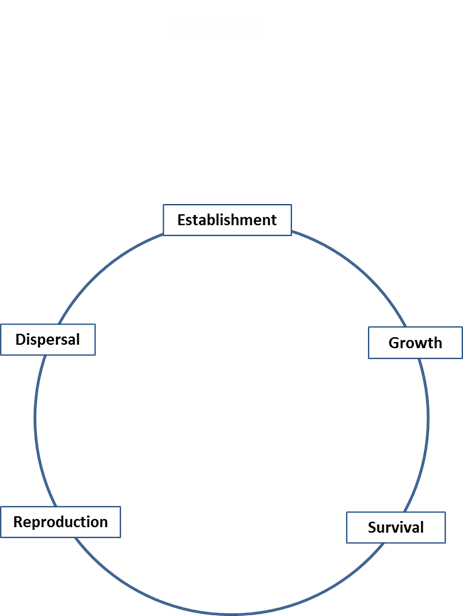 Establishment
Dispersal
Growth
Reproduction
Survival